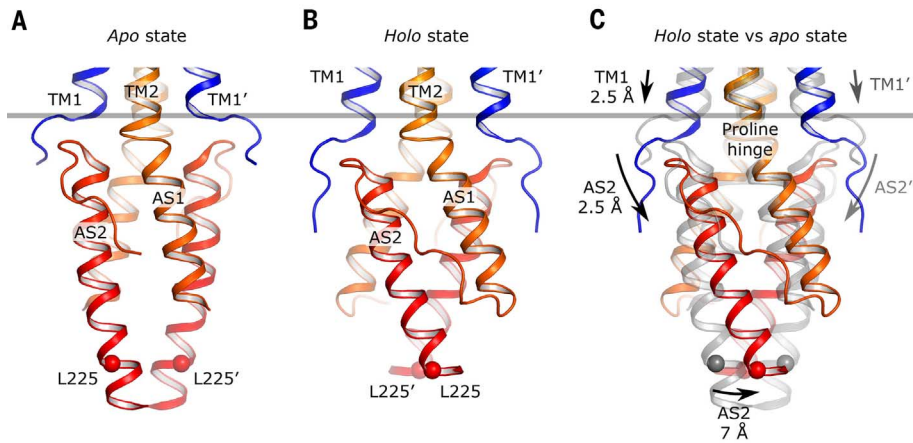 A
Apo state
TM1
TM2
TM1′
AS1
AS2
L225
L225′
B
Holo state
TM1
TM2
TM1′
AS1
AS2
L225′
L225
C
Holo state vs apo state
TM1
2.5 Å
TM1′
Proline
hinge
AS2
2.5 Å
AS2′
AS2
7 Å